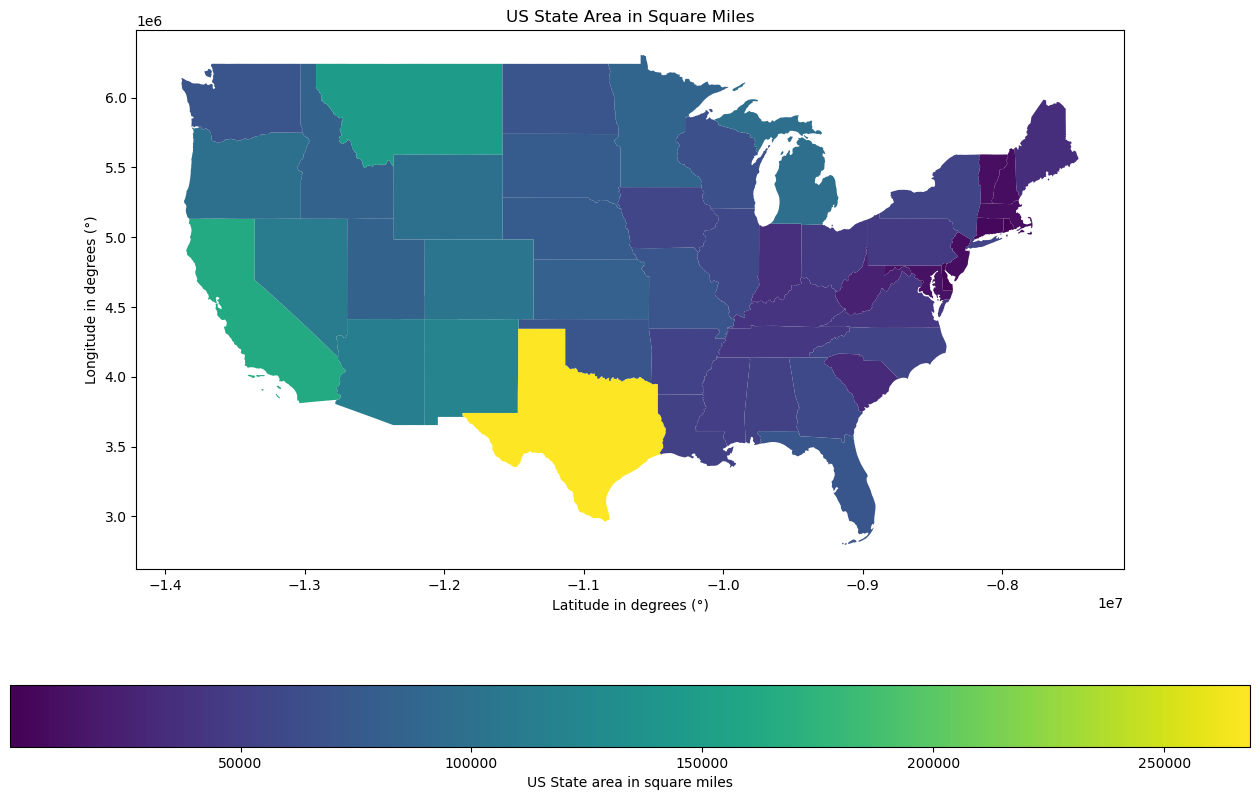 US State Area in Square Miles
1e6
6.0
5.5
5.0
4.5
4.0
3.5
3.0
Longitude in degrees (°)
−1.4 −1.3 −1.2 −1.1 −1.0 −0.9 −0.8
1e7
Latitude in degrees (°)
50000 100000 150000 200000 250000
US State area in square miles